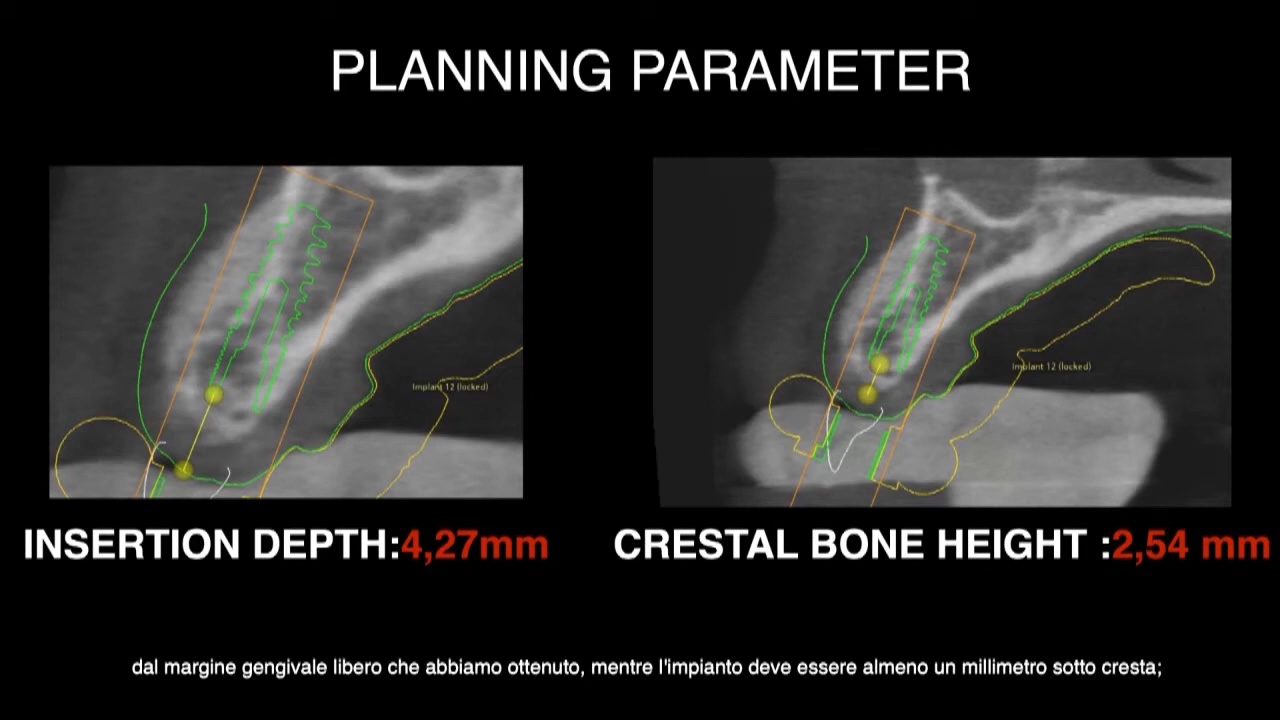 PLANNING PARAMETER
Implant 12 (locked)
Implant 12 (locked)
INSERTION DEPTH:4,27mm
CRESTAL BONE HEIGHT :2,54 mm
dal margine gengivale libero che abbiamo ottenuto, mentre l'impianto deve essere almeno un millimetro sotto cresta;